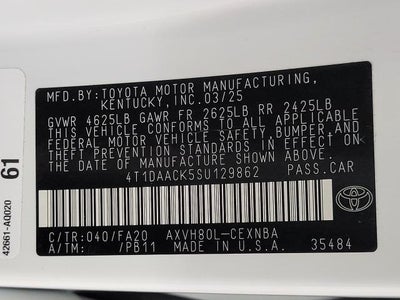 MFD.BY:TOYOTA MOTOR MANUFACTURING,
KENTUCKY, INC.03/25
GVWR 4625LB GAWR FR 2625LB RR 2425LB
THIS VEHICLE CONFORMS TO ALL APPLICABLE
FEDERAL MOTOR VEHICLE SAFETY,BUMPER,AND
THEFT PREVENTION STANDARDS IN EFFECT ON
THE DATE OF MANUFACTURE SHOWN ABOVE.
4T1DAACK5SU129862 PASS.CAR
C/TR:040/FA20 AXVH80L-CEXNBA
A/TM: /PB11 MADE IN U.S.A. 35484
TOYOTA
42661-AQ020
61